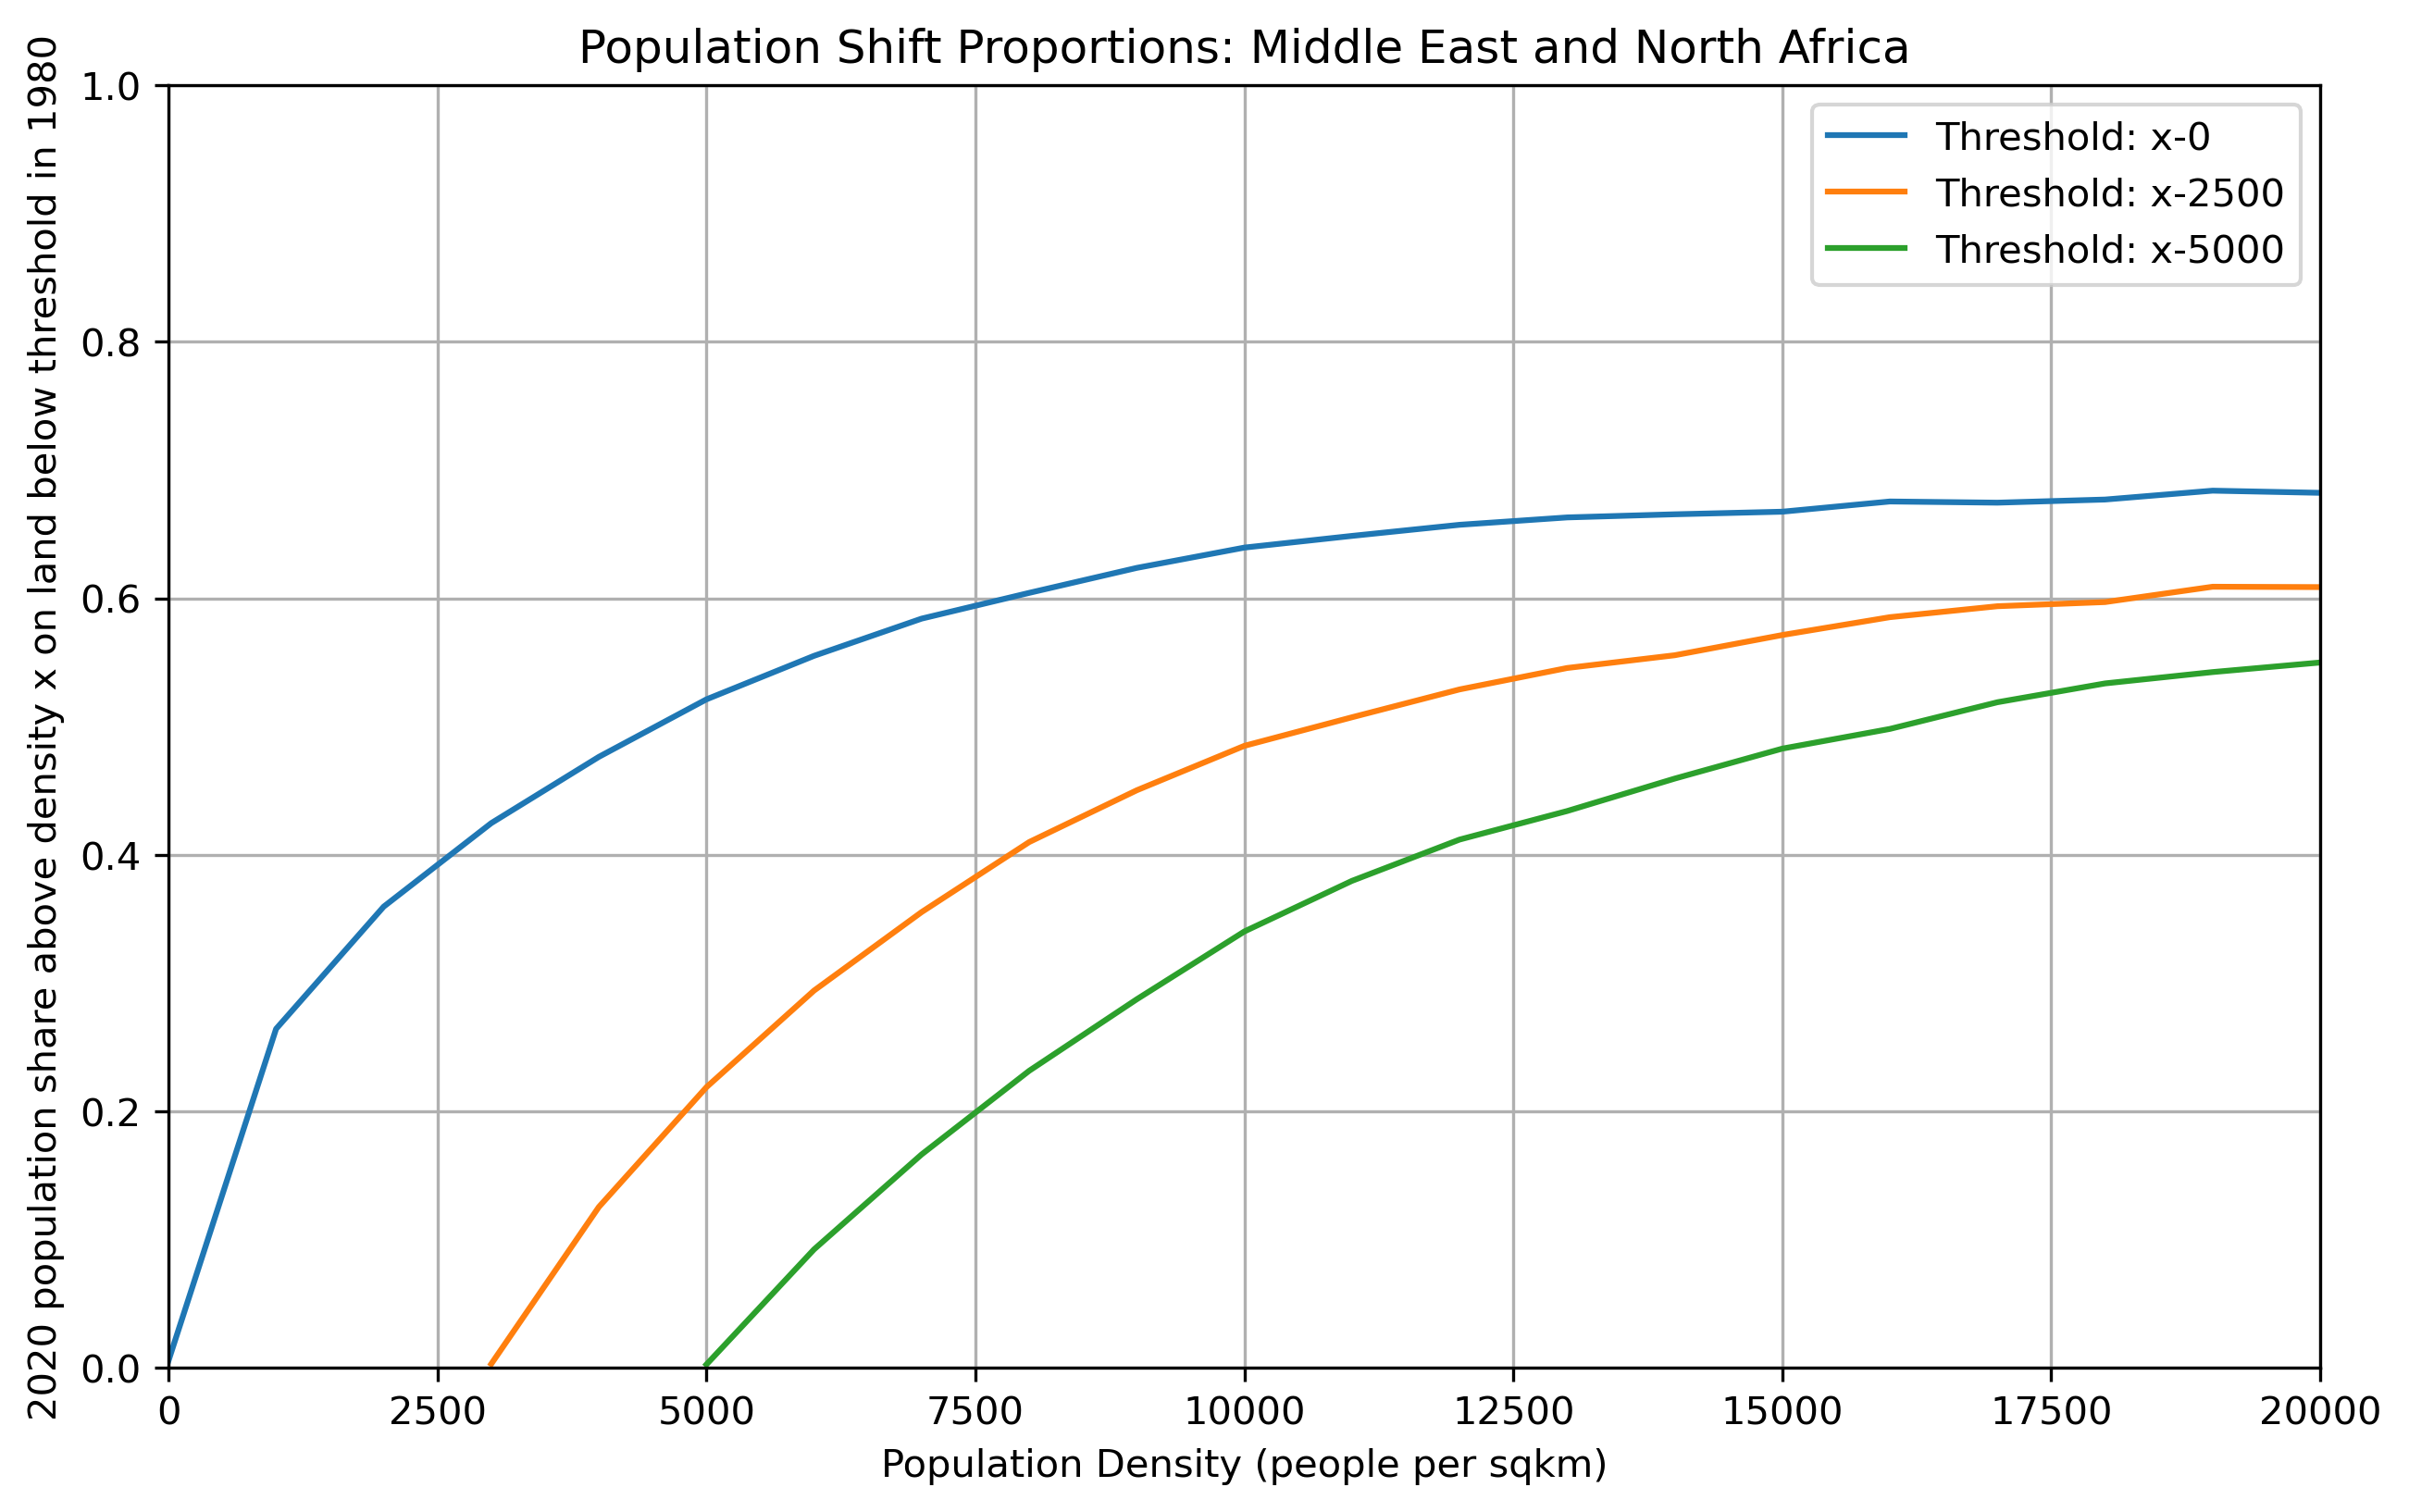 Population Shift Proportions: Middle East and North Africa
2020 population share above density x on land below threshold in 1980
1.0
0.8
0.6
0.4
0.2
0.0
Threshold: x-0
Threshold: x-2500
Threshold: x-5000
0 2500 5000 7500 10000 12500 15000 17500 20000
Population Density (people per sqkm)